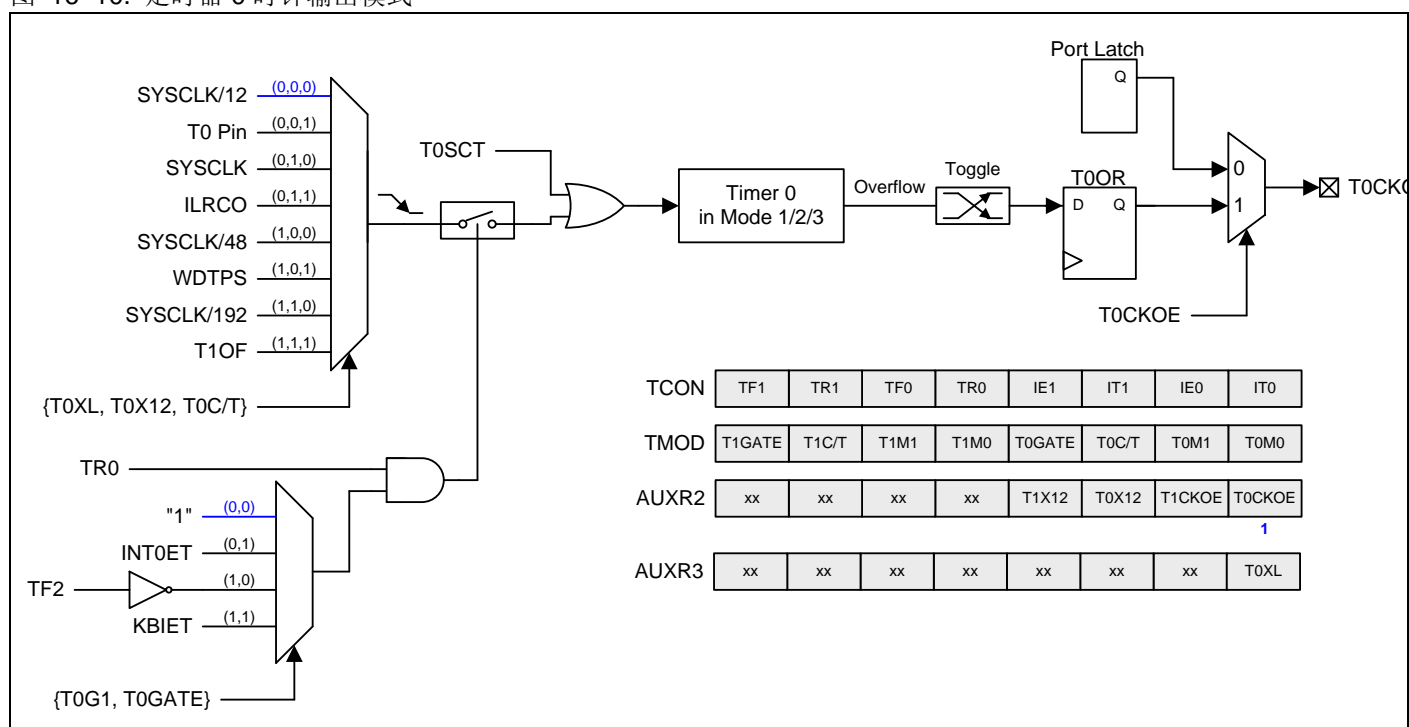 Port Latch
Q
SYSCLK/12 (0,0,0)
T0 Pin (0,0,1)
SYSCLK (0,1,0)
ILRCO (0,1,1)
SYSCLK/48 (1,0,0)
WDTPS (1,0,1)
SYSCLK/192 (1,1,0)
T1OF (1,1,1)
{T0XL, T0X12, T0C/T}
T0SCT
Timer 0
in Mode 1/2/3
Overflow
Toggle
T0OR
D Q
0
1
T0CKO
T0CKOE
TR0
"1" (0,0)
INT0ET (0,1)
TF2 (1,0)
KBIET (1,1)
{T0G1, T0GATE}
TCON TF1 TR1 TF0 TR0 IE1 IT1 IE0 IT0
TMOD T1GATE T1C/T T1M1 T1M0 T0GATE T0C/T T0M1 T0M0
AUXR2 xx xx xx xx T1X12 T0X12 T1CKOE T0CKOE
1
AUXR3 xx xx xx xx xx xx xx T0XL